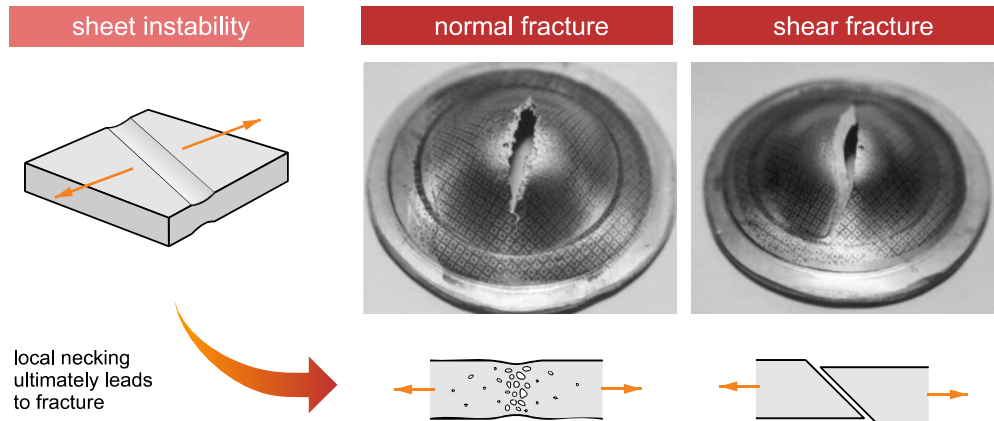 sheet instability
normal fracture
shear fracture
local necking
ultimately leads
to fracture